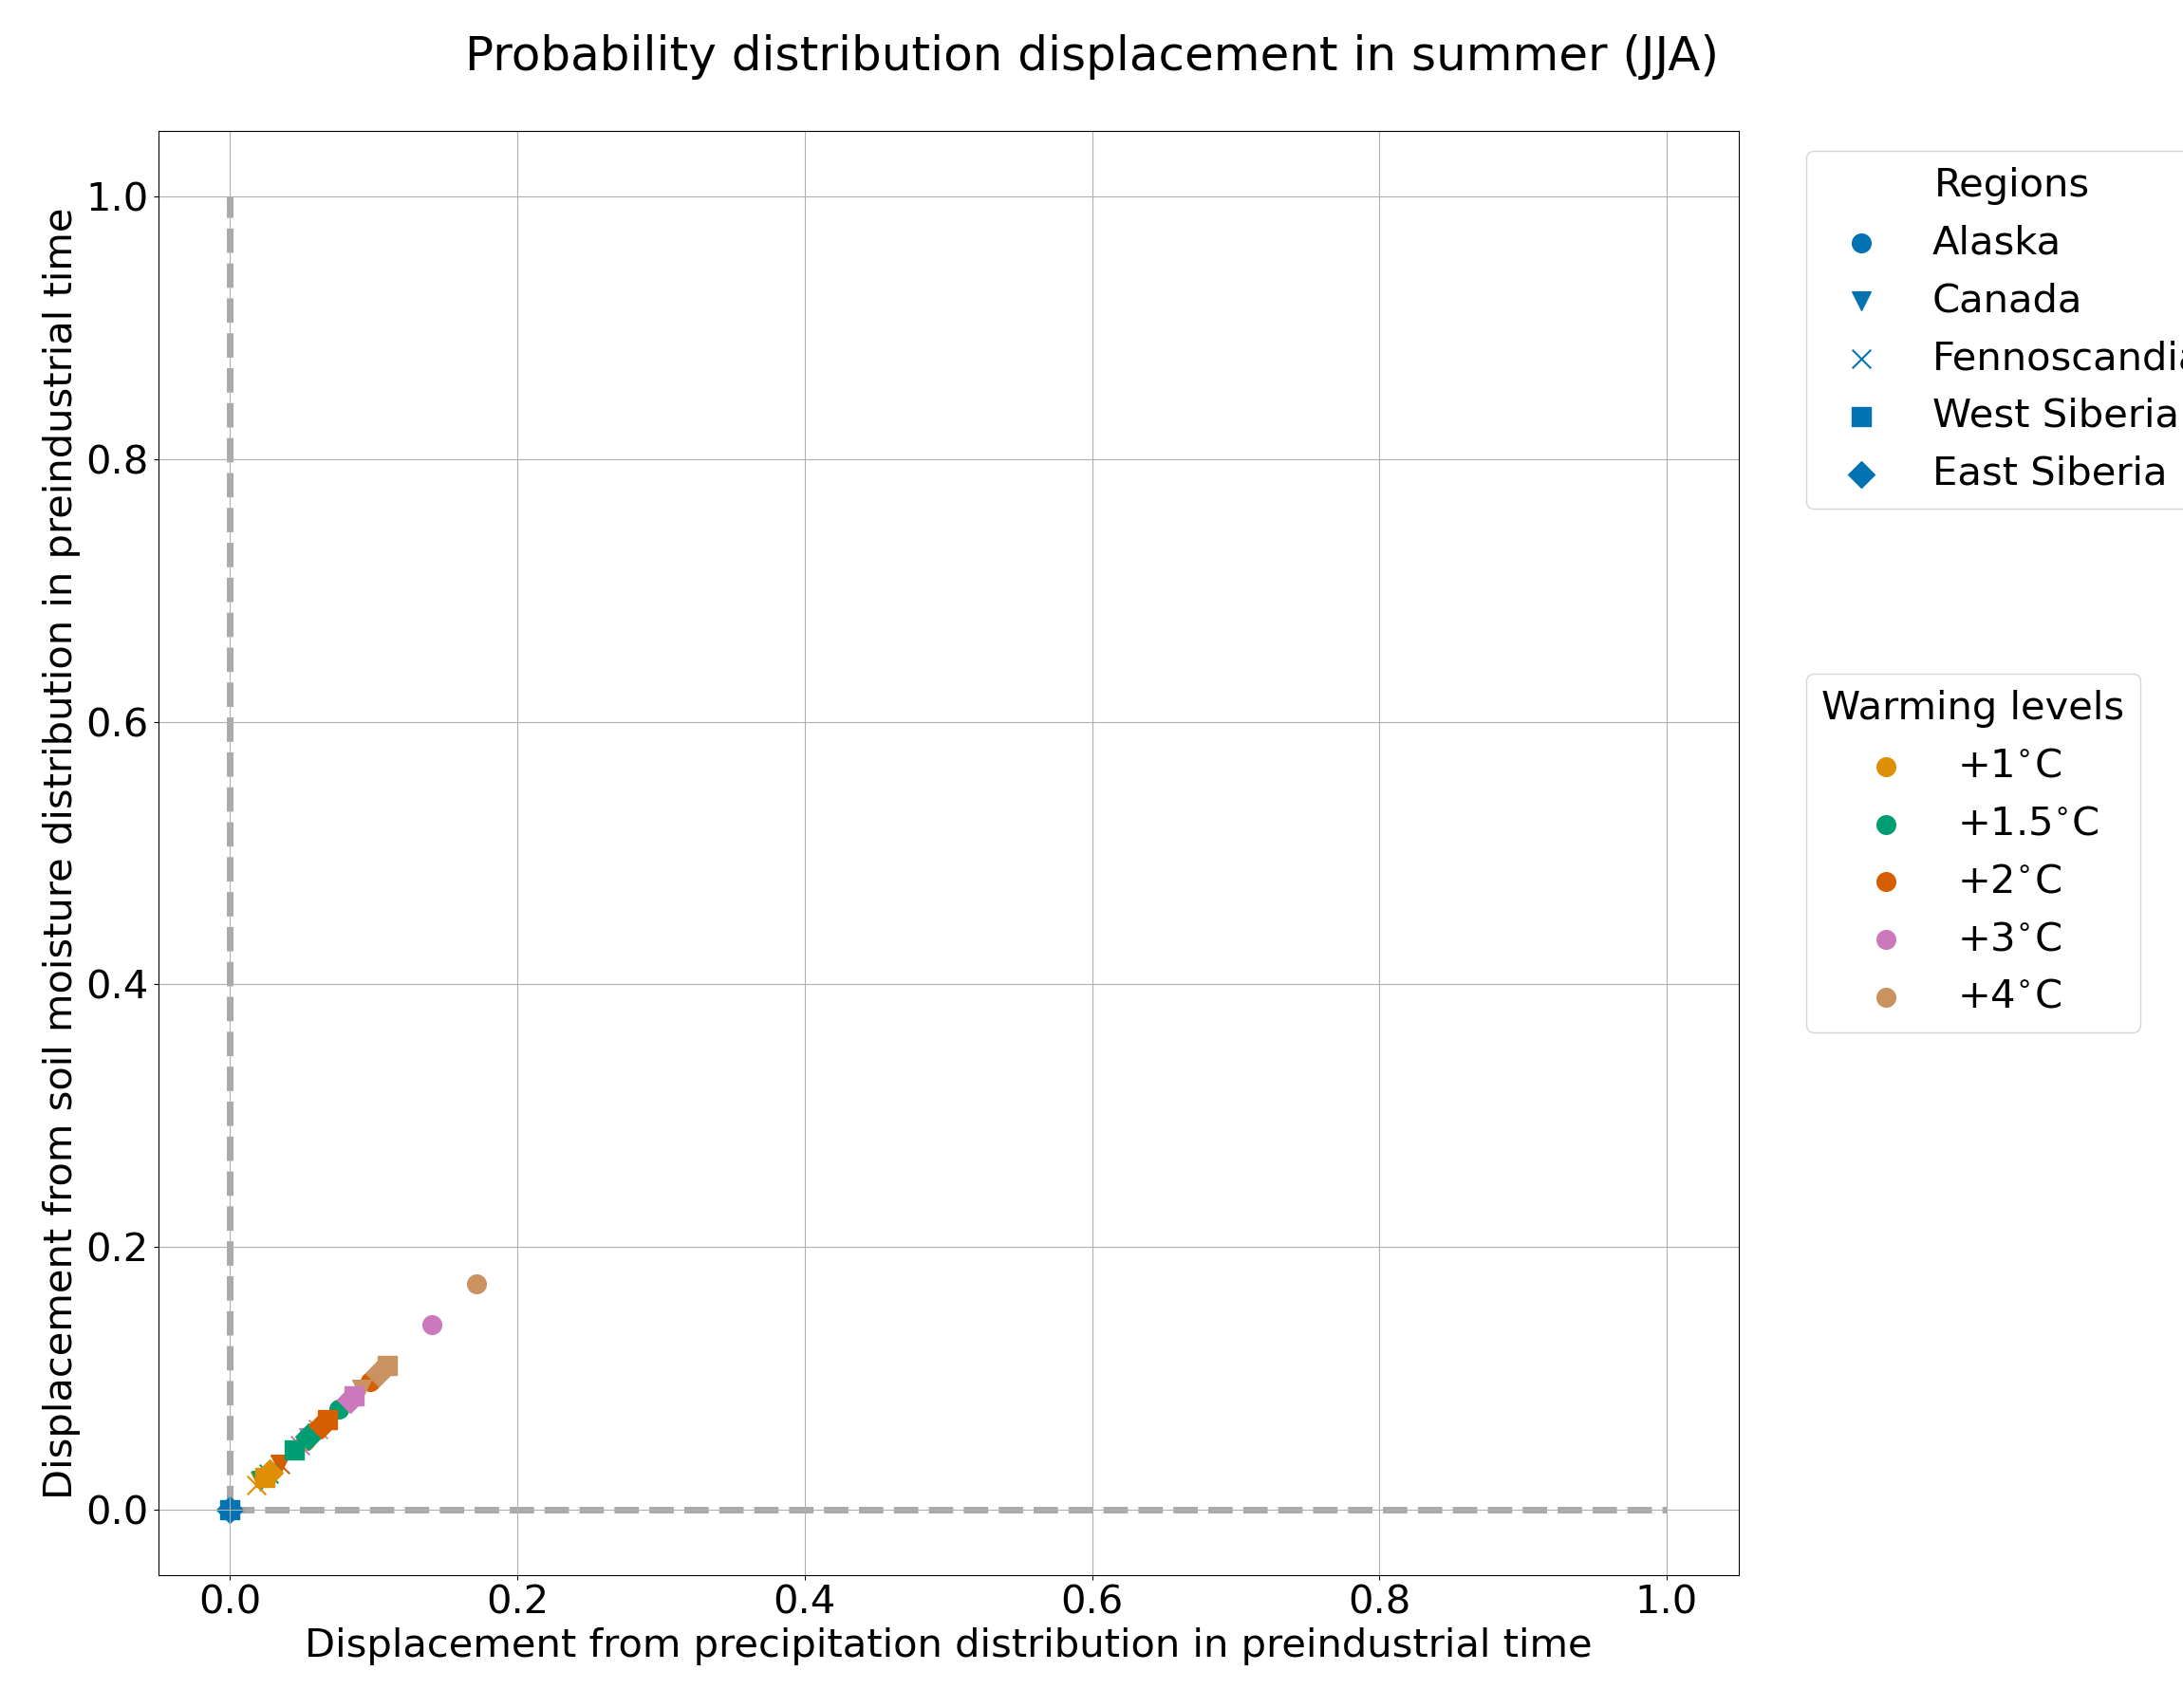 Probability distribution displacement in summer (JJA)
Displacement from soil moisture distribution in preindustrial time
1.0
0.8
0.6
0.4
0.2
0.0
0.0 0.2 0.4 0.6 0.8 1.0
Displacement from precipitation distribution in preindustrial time
Regions
Alaska
Canada
Fennoscandia
West Siberia
East Siberia
Warming levels
+1°C
+1.5°C
+2°C
+3°C
+4°C